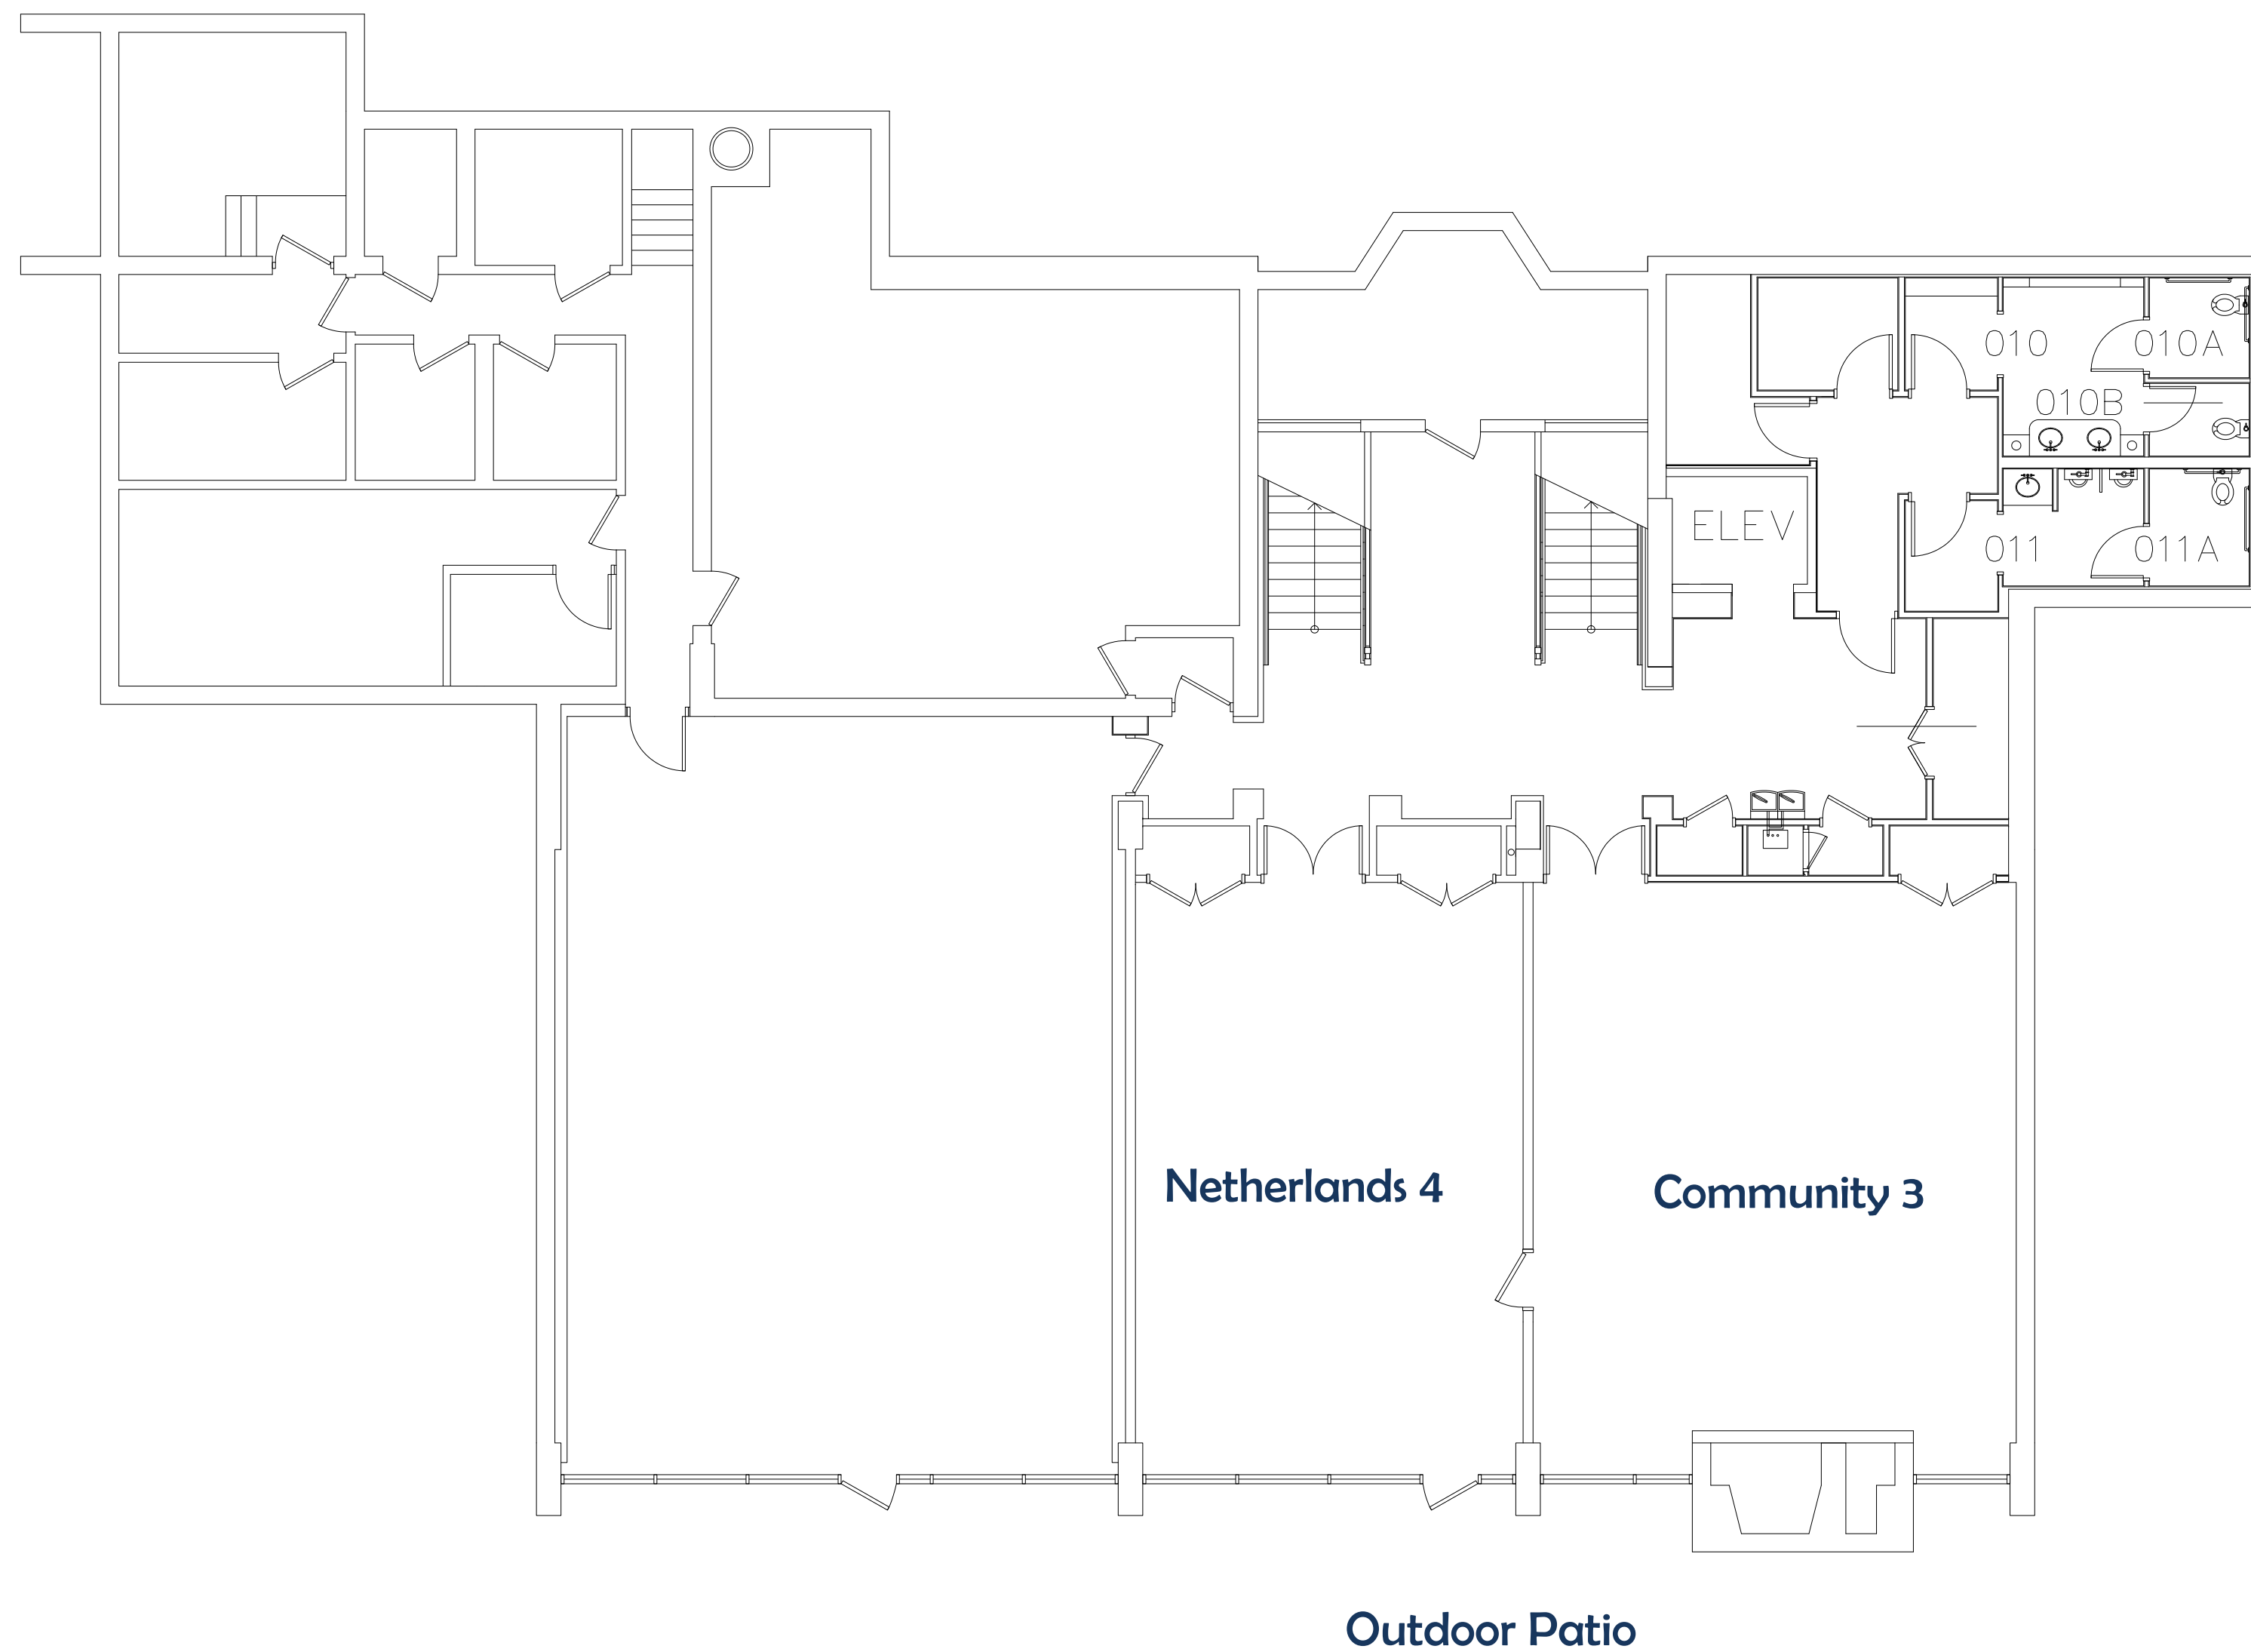 010
010A
010B
ELEV
011
011A
Netherlands 4
Community 3
Outdoor Patio